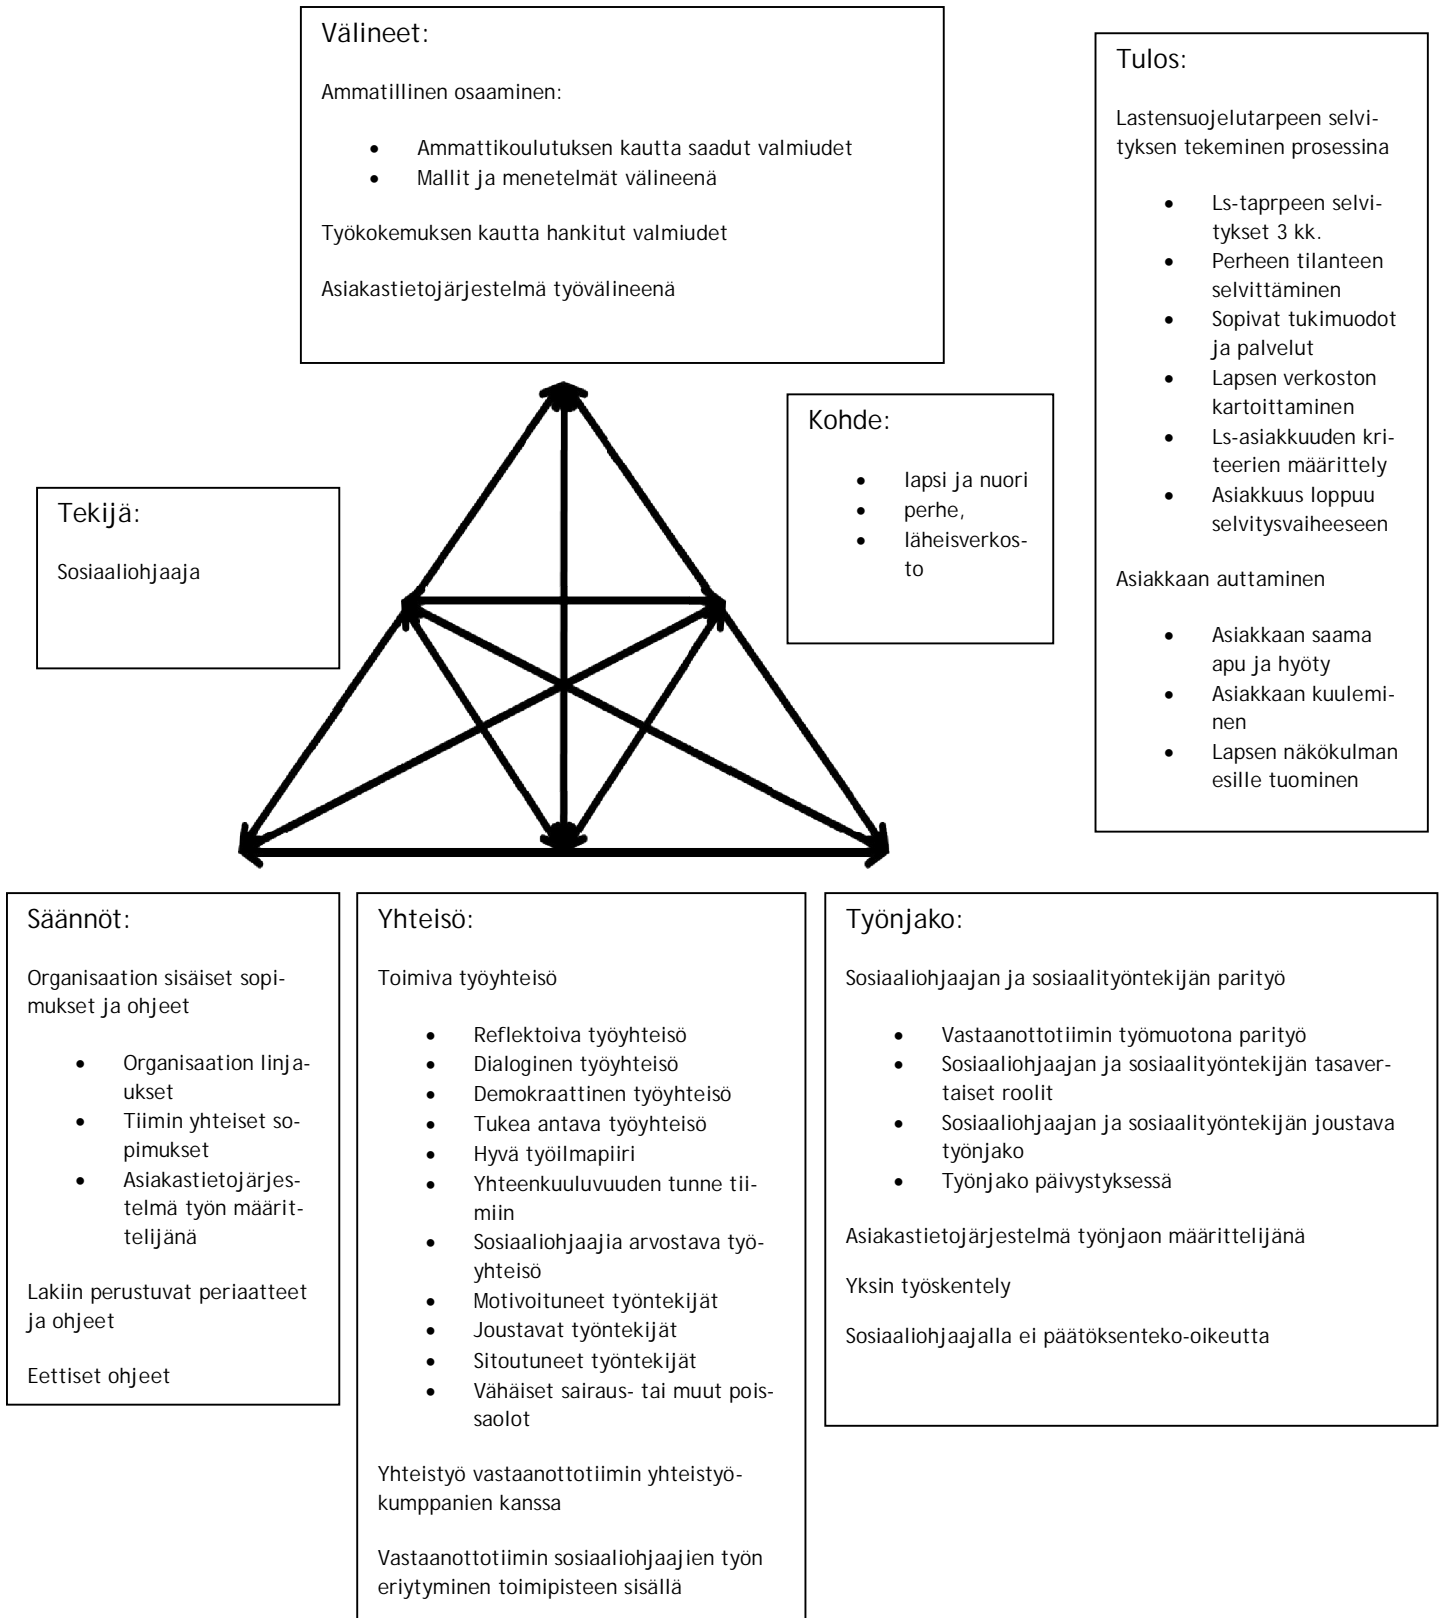 Välineet:
Ammatillinen osaaminen:
• Ammattikoulutuksen kautta saadut valmiudet
• Mallit ja menetelmät välineenä
Työkokemuksen kautta hankitut valmiudet
Asiakastietojärjestelmä työvälineenä
Tulos:
Lastensuojelutarpeen selvi-
tyksen tekeminen prosessina
• Ls-taprpeen selvi-
tykset 3 kk.
• Perheen tilanteen
selvittäminen
• Sopivat tukimuodot
ja palvelut
• Lapsen verkoston
kartoittaminen
• Ls-asiakkuuden kri-
teerien määrittely
• Asiakkuus loppuu
selvitysvaiheeseen
Asiakkaan auttaminen
• Asiakkaan saama
apu ja hyöty
• Asiakkaan kuulemi-
nen
• Lapsen näkökulman
esille tuominen
Kohde:
• lapsi ja nuori
• perhe,
• läheisverkos-
to
Tekijä:
Sosiaaliohjaaja
Säännöt:
Organisaation sisäiset sopi-
mukset ja ohjeet
• Organisaation linja-
ukset
• Tiimin yhteiset so-
pimukset
• Asiakastietojärjes-
telmä työn määrit-
telijänä
Lakiin perustuvat periaatteet
ja ohjeet
Eettiset ohjeet
Yhteisö:
Toimiva työyhteisö
• Reflektoiva työyhteisö
• Dialoginen työyhteisö
• Demokraattinen työyhteisö
• Tukea antava työyhteisö
• Hyvä työilmapiiri
• Yhteenkuuluvuuden tunne tii-
miin
• Sosiaaliohjaajia arvostava työ-
yhteisö
• Motivoituneet työntekijät
• Joustavat työntekijät
• Sitoutuneet työntekijät
• Vähäiset sairaus- tai muut pois-
saolot
Yhteistyö vastaanottotiimin yhteistyö-
kumppanien kanssa
Vastaanottotiimin sosiaaliohjaajien työn
eriytyminen toimipisteen sisällä
Työnjako:
Sosiaaliohjaajan ja sosiaalityöntekijän parityö
• Vastaanottotiimin työmuotona parityö
• Sosiaaliohjaajan ja sosiaalityöntekijän tasaver-
taiset roolit
• Sosiaaliohjaajan ja sosiaalityöntekijän joustava
työnjako
• Työnjako päivystyksessä
Asiakastietojärjestelmä työnjaon määrittelijänä
Yksin työskentely
Sosiaaliohjaajalla ei päätöksenteko-oikeutta